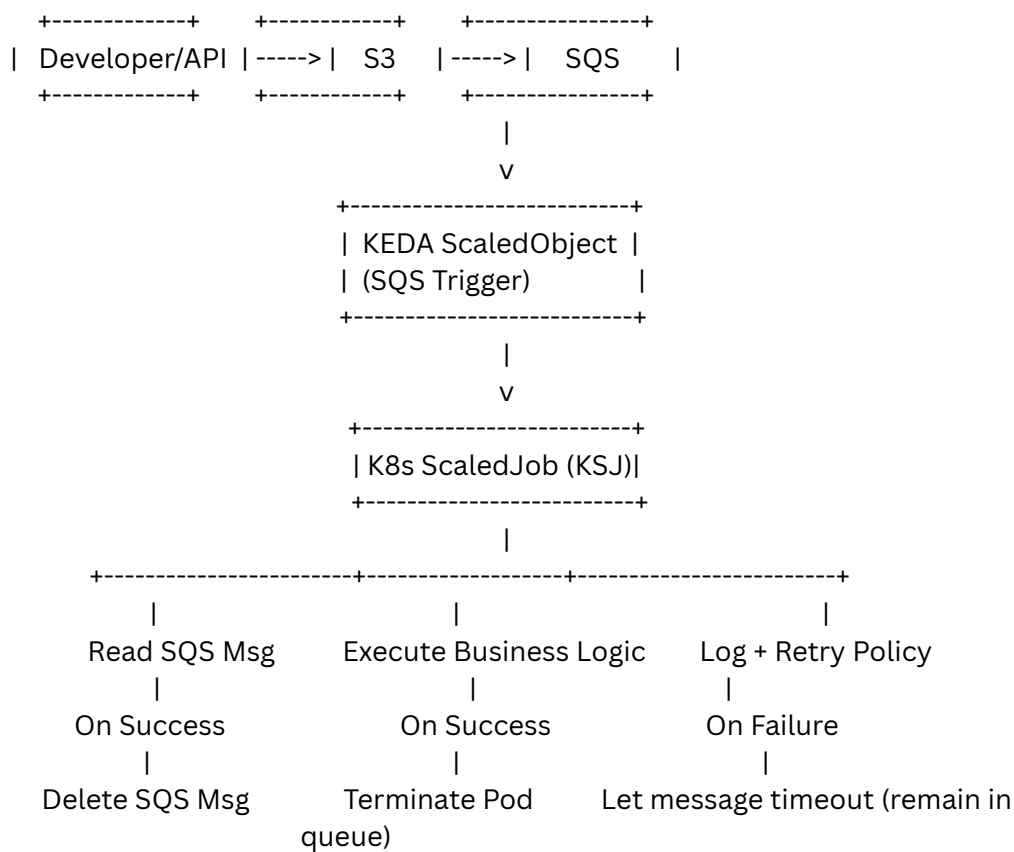 +-------------+ +------------+ +----------------+
| Developer/API | -----> | S3 | -----> | SQS |
+-------------+ +------------+ +----------------+
|
v
+--------------------------+
| KEDA ScaledObject |
| (SQS Trigger) |
+--------------------------+
|
v
+-------------------------+
| K8s ScaledJob (KSJ)|
+-------------------------+
|
+-----------------------+------------------+------------------------+
| | |
Read SQS Msg Execute Business Logic Log + Retry Policy
| | |
On Success On Success On Failure
| | |
Delete SQS Msg Terminate Pod Let message timeout (remain in
queue)